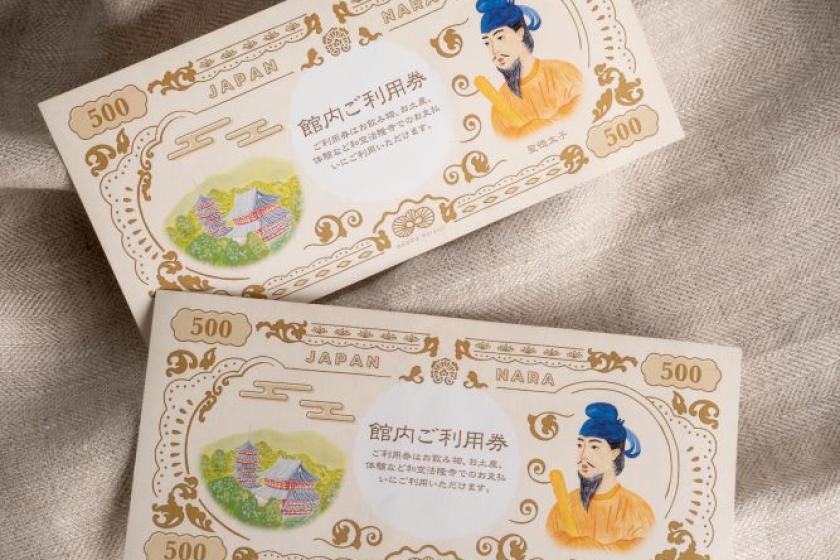 500
JAPAN
NARA
館内ご利用券
ご利用券はお飲み物、お土産、
体験など和空法隆寺でのお支払
いにご利用いただけます。
聖徳太子
500
500
JAPAN
NARA
500
館内ご利用券
ご利用券はお飲み物、お土産、
体験など和空法隆寺でのお支払
いにご利用いただけます。
500